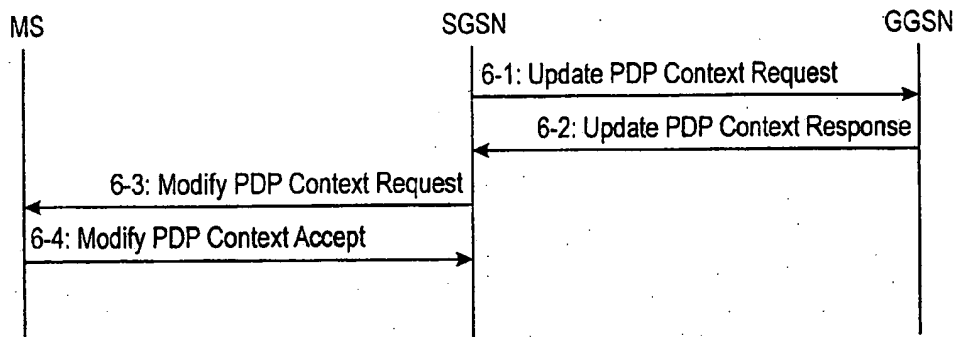 MS
SGSN
GGSN
6-1: Update PDP Context Request
6-2: Update PDP Context Response
6-3: Modify PDP Context Request
6-4: Modify PDP Context Accept